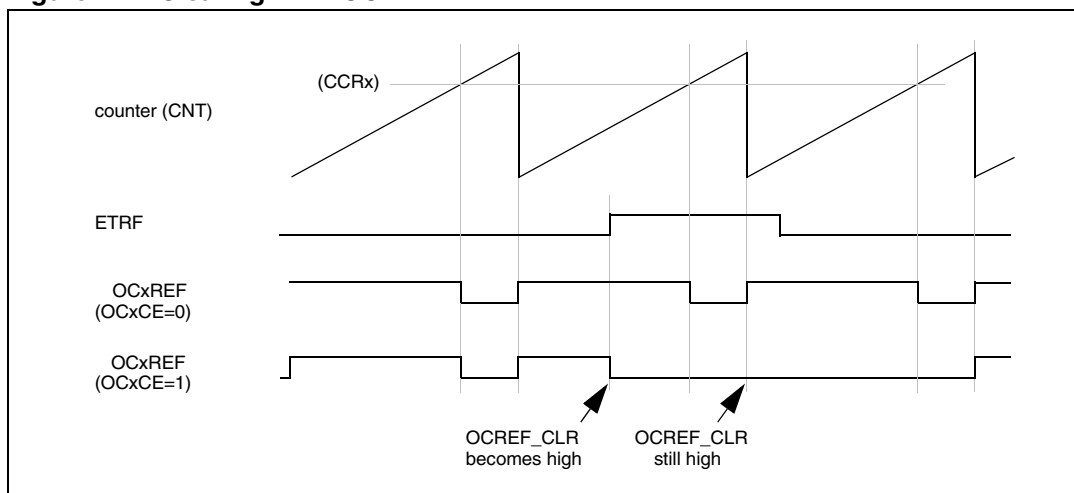 (CCRx)
counter (CNT)
ETRF
OCxREF
(OCxCE=0)
OCxREF
(OCxCE=1)
OCREF_CLR
becomes high
OCREF_CLR
still high